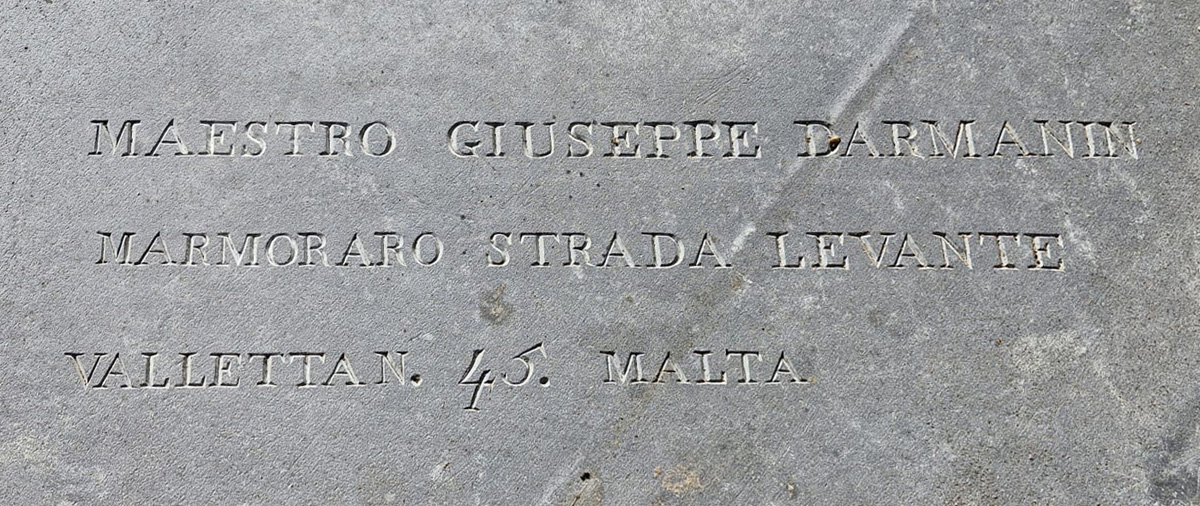 MAESTRO GIUSEPPE DARMANIN
MARMORARO STRADA LEVANTE
VALLETTA N. 45. MALTA